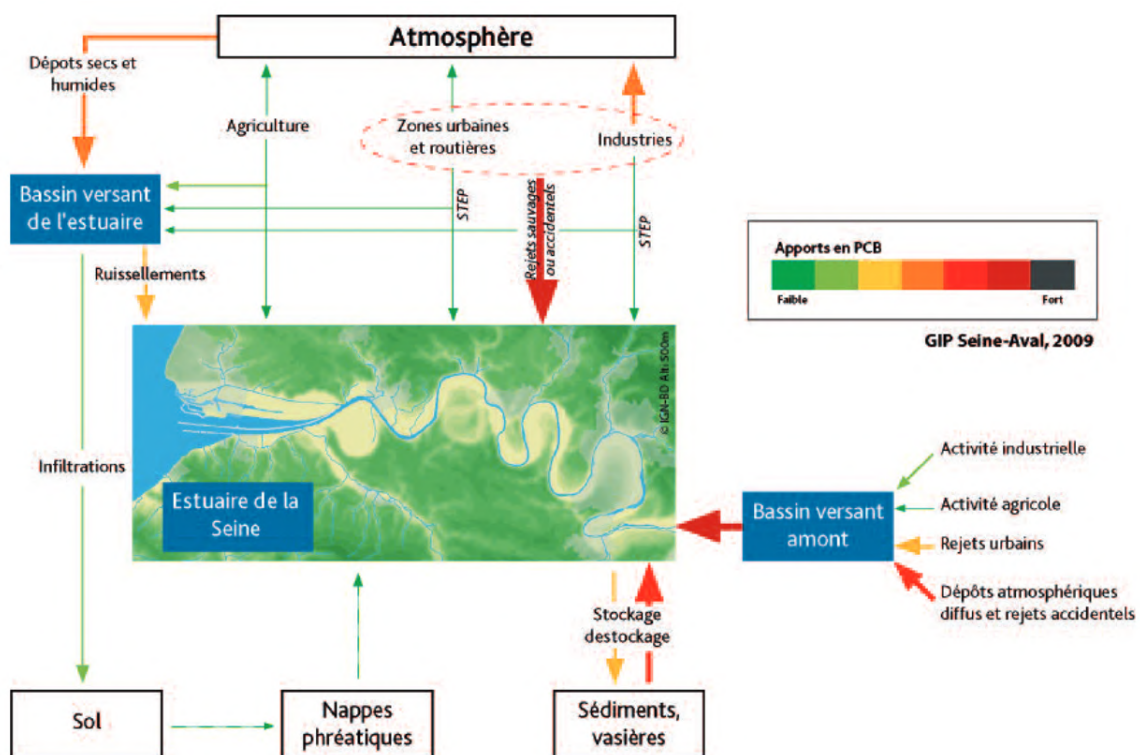 Atmosphère
Dépots secs et
humides
Agriculture
Zones urbaines
et routières
Industries
Bassin versant
de l'estuaire
STEP
Rejets sauvages
ou accidentels
STEP
Ruissellements
Apports en PCB
Faible
Fort
GIP Seine-Aval, 2009
© IGN-BD Alti 500m
Infiltrations
Estuaire de la
Seine
Bassin versant
amont
Activité industrielle
Activité agricole
Rejets urbains
Dépôts atmosphériques
diffus et rejets accidentels
Stockage
destockage
Sol
Nappes
phréatiques
Sédiments,
vasières